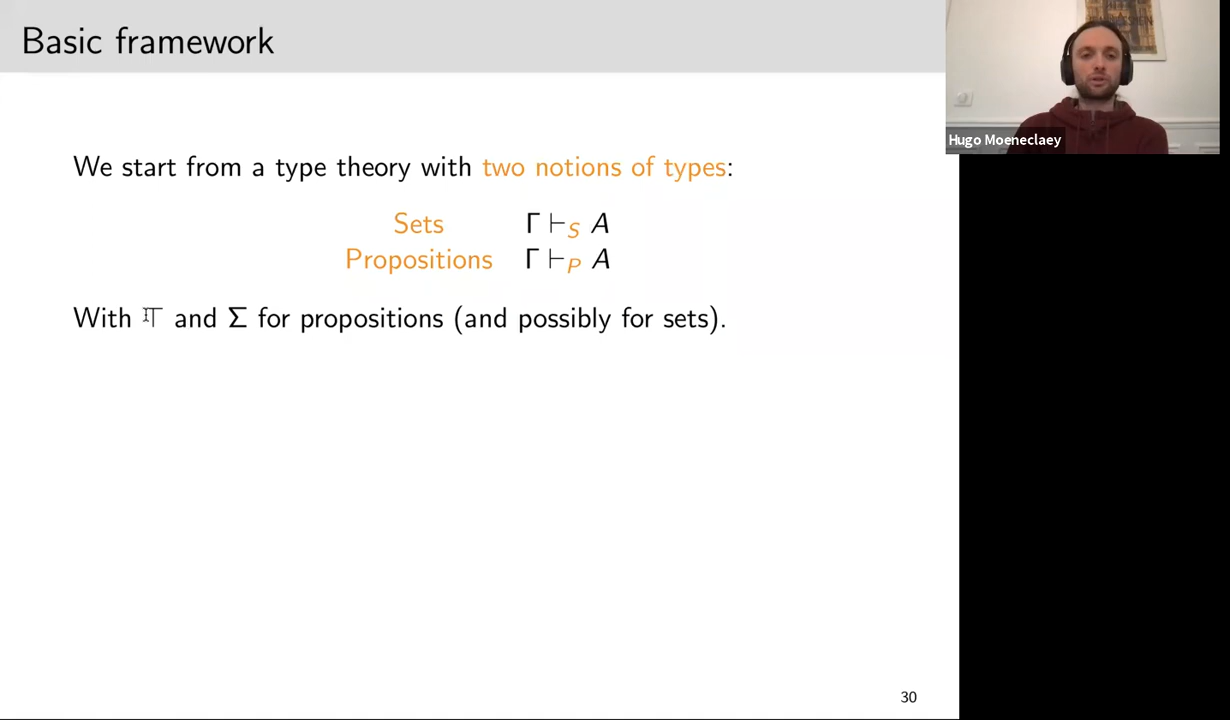 Basic framework
Hugo Moeneclaey
We start from a type theory with two notions of types:
Sets Γ ⊢S A
Propositions Γ ⊢P A
With and Σ for propositions (and possibly for sets).
30